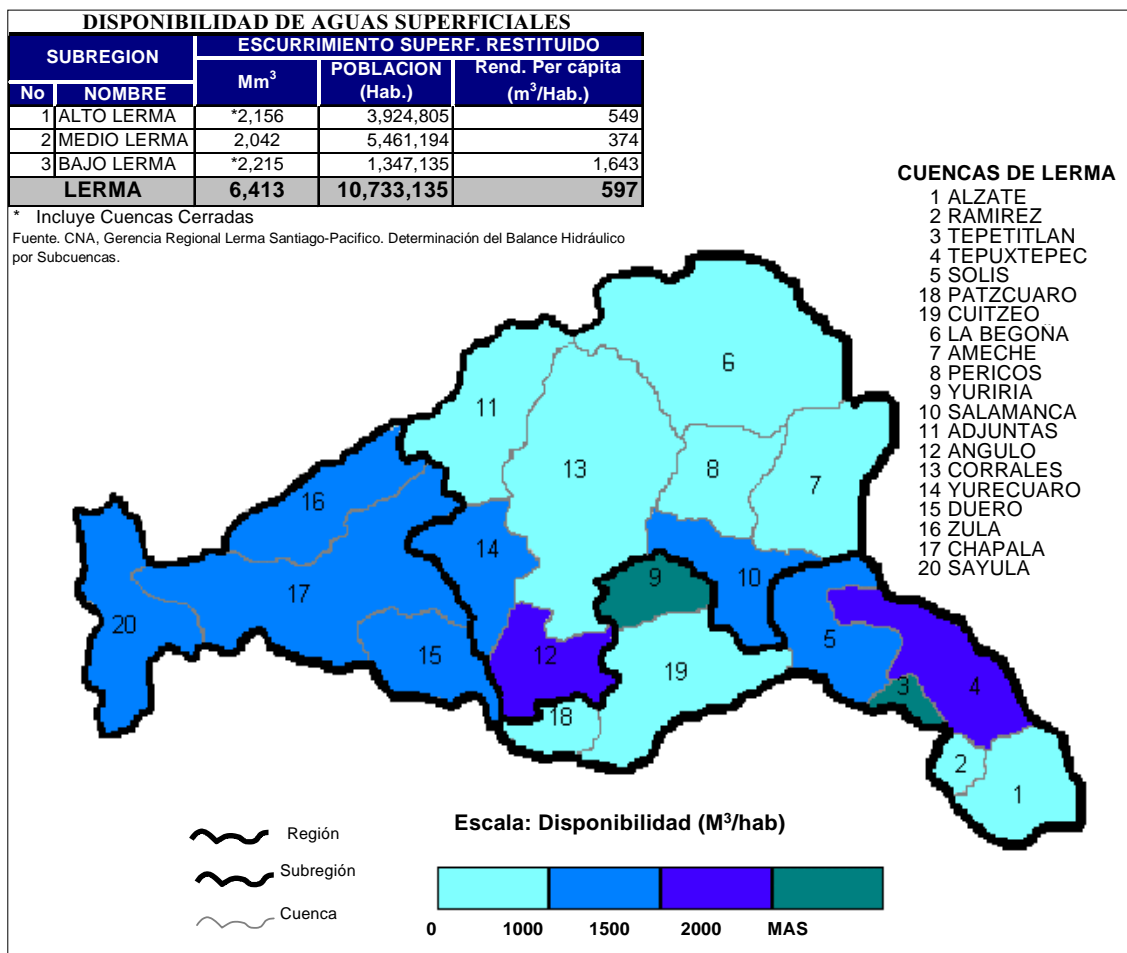 DISPONIBILIDAD DE AGUAS SUPERFICIALES
SUBREGION ESCURRIMIENTO SUPERF. RESTITUIDO
No NOMBRE Mm³ POBLACION (Hab.) Rend. Per cápita (m³/Hab.)
1 ALTO LERMA *2,156 3,924,805 549
2 MEDIO LERMA 2,042 5,461,194 374
3 BAJO LERMA *2,215 1,347,135 1,643
LERMA 6,413 10,733,135 597
* Incluye Cuencas Cerradas
Fuente. CNA, Gerencia Regional Lerma Santiago-Pacifico. Determinación del Balance Hidráulico
por Subcuencas.
CUENCAS DE LERMA
1 ALZATE
2 RAMIREZ
3 TEPETITLAN
4 TEPUXTEPEC
5 SOLIS
18 PATZCUARO
19 CUITZEO
6 LA BEGOÑA
7 AMECHE
8 PERICOS
9 YURIRIA
10 SALAMANCA
11 ADJUNTAS
12 ANGULO
13 CORRALES
14 YURECUARO
15 DUERO
16 ZULA
17 CHAPALA
20 SAYULA
6
11
13
8
7
16
14
9
10
17
20
15
12
5
19
3
4
18
2
1
Región
Subregión
Cuenca
Escala: Disponibilidad (M³/hab)
0 1000 1500 2000 MAS